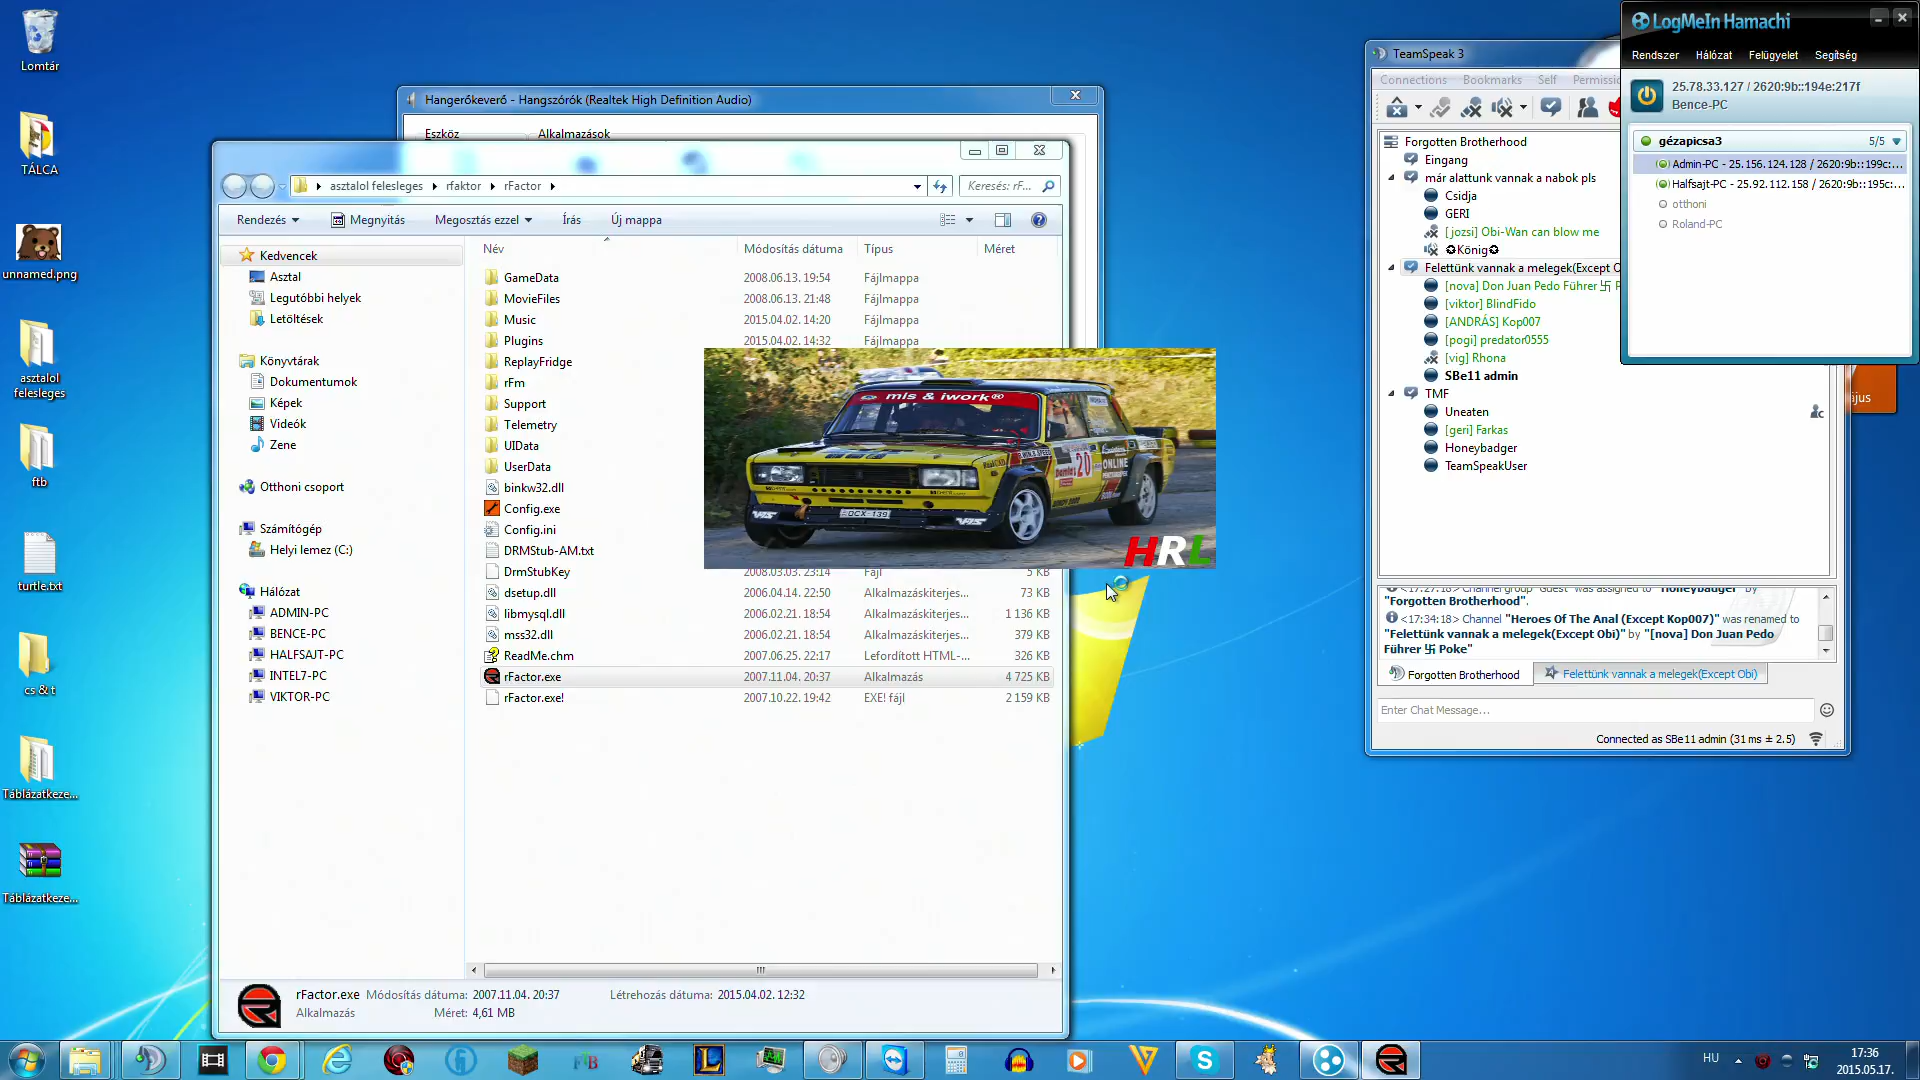 Lomtár
TÁLCA
unnamed.png
asztalol
felesleges
ftb
turtle.txt
cs & t
Táblázatkeze...
Táblázatkeze...
Hangerőkeverő - Hangszórók (Realtek High Definition Audio)
Eszköz
Alkalmazások
asztalol felesleges
rfaktor
rFactor
Keresés: rF...
Rendezés
Megnyitás
Megosztás ezzel
Írás
Új mappa
Kedvencek
Asztal
Legutóbbi helyek
Letöltések
Könyvtárak
Dokumentumok
Képek
Videók
Zene
Otthoni csoport
Számítógép
Helyi lemez (C:)
Hálózat
ADMIN-PC
BENCE-PC
HALFSAJT-PC
INTEL7-PC
VIKTOR-PC
Név Módosítás dátuma Típus Méret
GameData 2008.06.13. 19:54 Fájlmappa
MovieFiles 2008.06.13. 21:48 Fájlmappa
Music 2015.04.02. 14:20 Fájlmappa
Plugins 2015.04.02. 14:32 Fájlmappa
ReplayFridge
rFm
Support
Telemetry
UIData
UserData
binkw32.dll
Config.exe
Config.ini
DRMStub-AM.txt
DrmStubKey 2008.03.03. 23:14 Fájl 5 KB
dsetup.dll 2006.04.14. 22:50 Alkalmazáskiterjes... 73 KB
libmysql.dll 2006.02.21. 18:54 Alkalmazáskiterjes... 1 136 KB
mss32.dll 2006.02.21. 18:54 Alkalmazáskiterjes... 379 KB
ReadMe.chm 2007.06.25. 22:17 Lefordított HTML-... 326 KB
rFactor.exe 2007.11.04. 20:37 Alkalmazás 4 725 KB
rFactor.exe! 2007.10.22. 19:42 EXE! fájl 2 159 KB
rFactor.exe Módosítás dátuma: 2007.11.04. 20:37 Létrehozás dátuma: 2015.04.02. 12:32
Alkalmazás Méret: 4,61 MB
mls & iwork®
20
ONLINE
OCX-139
HRL
TeamSpeak 3
Connections Bookmarks Self Permissi
Forgotten Brotherhood
Eingang
már alattunk vannak a nabok pls
Csidja
GERI
[jozsi] Obi-Wan can blow me
✪König✪
Felettünk vannak a melegek(Except O
[nova] Don Juan Pedo Führer 卐 P
[viktor] BlindFido
[ANDRÁS] Kop007
[pogi] predator0555
[vig] Rhona
SBe11 admin
TMF
Uneaten
[geri] Farkas
Honeybadger
TeamSpeakUser
<17:27:18> Channel group "Guest" was assigned to "Honeybadger" by
"Forgotten Brotherhood".
<17:34:18> Channel "Heroes Of The Anal (Except Kop007)" was renamed to
"Felettünk vannak a melegek(Except Obi)" by "[nova] Don Juan Pedo
Führer 卐 Poke"
Forgotten Brotherhood
Felettünk vannak a melegek(Except Obi)
Enter Chat Message...
Connected as SBe11 admin (31 ms ± 2.5)
LogMeIn Hamachi
Rendszer Hálózat Felügyelet Segítség
25.78.33.127 / 2620:9b::194e:217f
Bence-PC
gézapicsa3 5/5
Admin-PC - 25.156.124.128 / 2620:9b::199c:...
Halfsajt-PC - 25.92.112.158 / 2620:9b::195c:...
otthoni
Roland-PC
ájus
FTB
HU
17:36
2015.05.17.